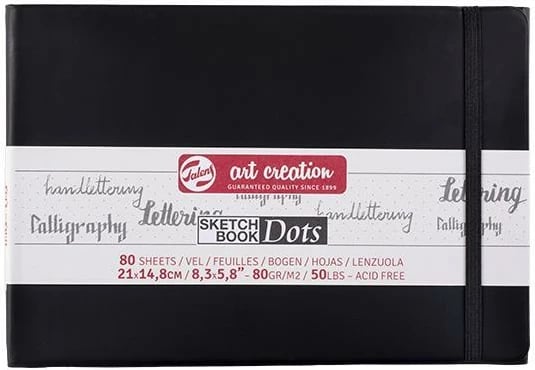 Talens
art creation
GUARANTEED QUALITY SINCE 1899
handlettering
Lettering
Calligraphy
Lettering
SKETCH
BOOK
Dots
handlettering
Lettering
Calligraphy
80 SHEETS / VEL / FEUILLES / BOGEN / HOJAS / LENZUOLA
21x14,8CM / 8,3x5,8” – 80GR/M2 / 50LBS – ACID FREE